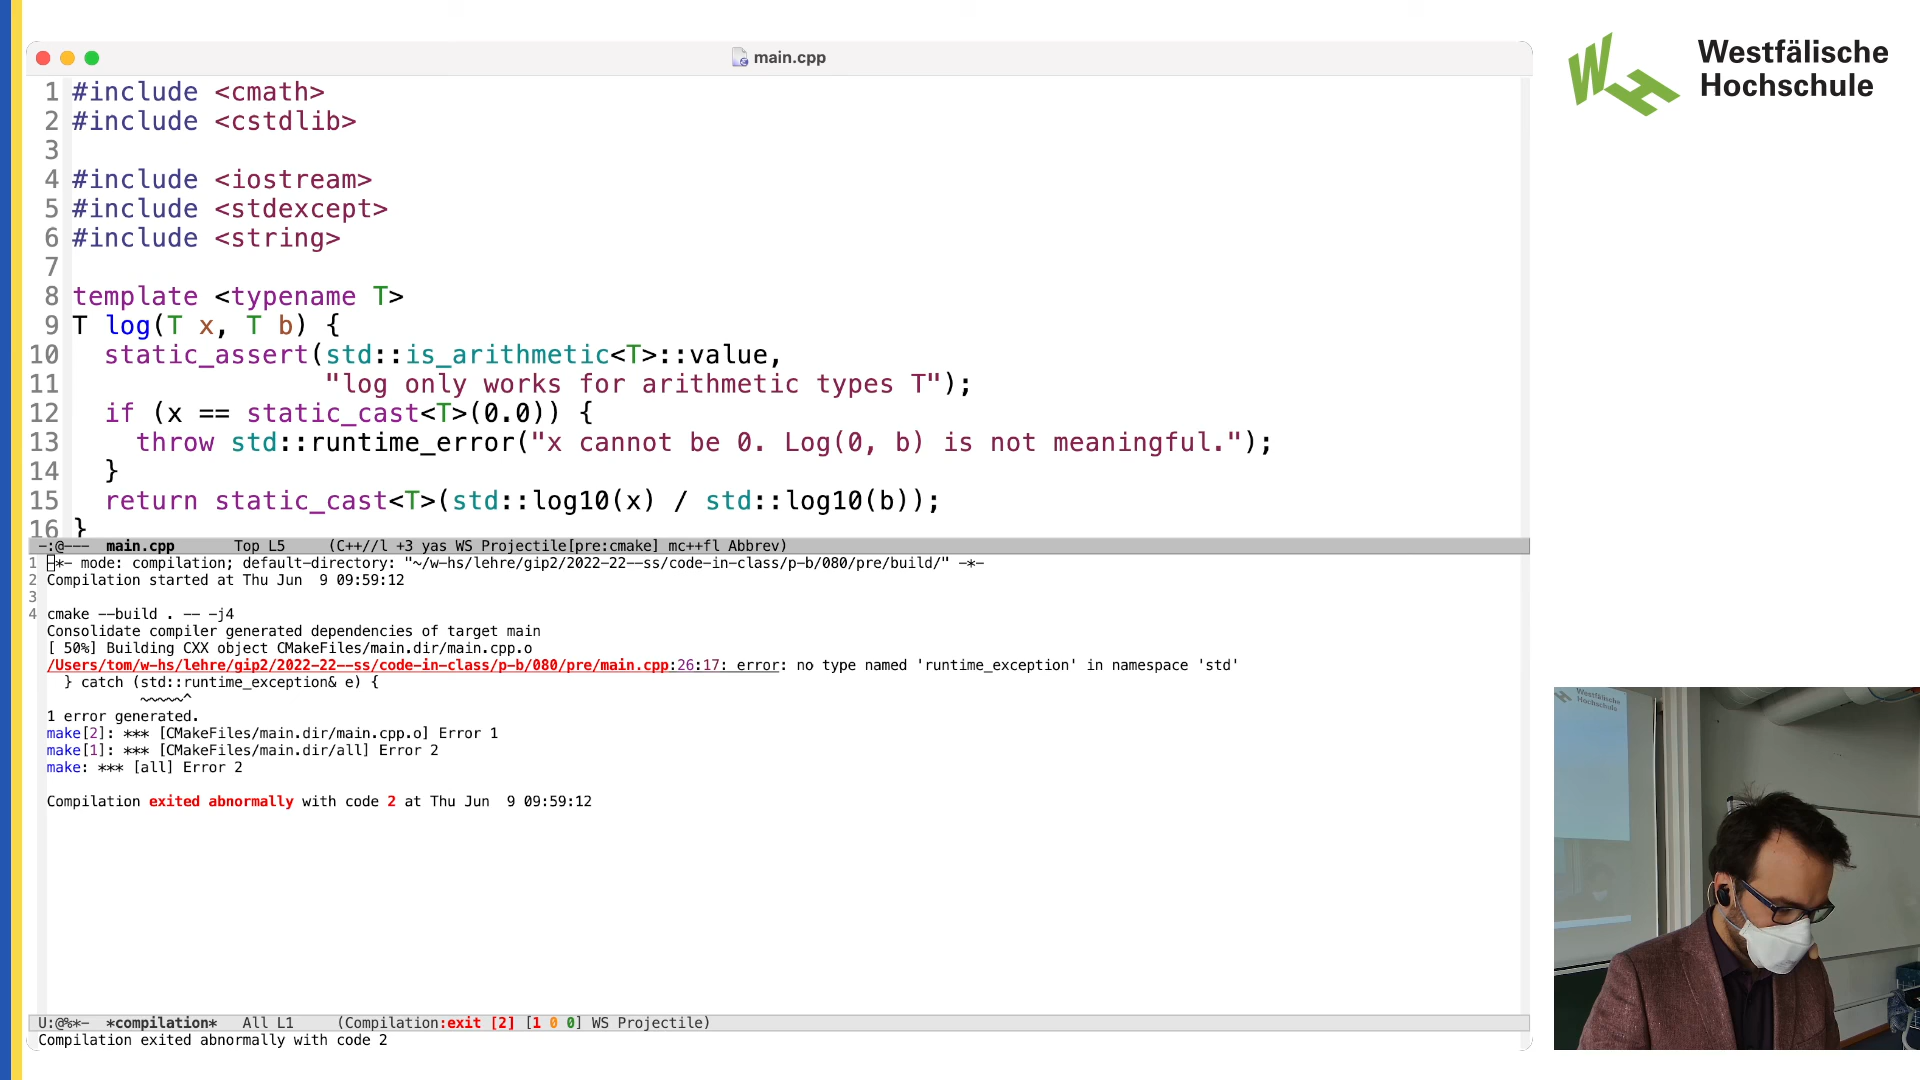 main.cpp
1 #include <cmath>
2 #include <cstdlib>
3
4 #include <iostream>
5 #include <stdexcept>
6 #include <string>
7
8 template <typename T>
9 T log(T x, T b) {
10   static_assert(std::is_arithmetic<T>::value,
11                 "log only works for arithmetic types T");
12   if (x == static_cast<T>(0.0)) {
13     throw std::runtime_error("x cannot be 0. Log(0, b) is not meaningful.");
14   }
15   return static_cast<T>(std::log10(x) / std::log10(b));
16 }
-:@---  main.cpp       Top L5     (C++//l +3 yas WS Projectile[pre:cmake] mc++fl Abbrev)
1 -*- mode: compilation; default-directory: "~/w-hs/lehre/gip2/2022-22--ss/code-in-class/p-b/080/pre/build/" -*-
2 Compilation started at Thu Jun  9 09:59:12
3
4 cmake --build . -- -j4
Consolidate compiler generated dependencies of target main
[ 50%] Building CXX object CMakeFiles/main.dir/main.cpp.o
/Users/tom/w-hs/lehre/gip2/2022-22--ss/code-in-class/p-b/080/pre/main.cpp:26:17: error: no type named 'runtime_exception' in namespace 'std'
  } catch (std::runtime_exception& e) {
           ~~~~~^
1 error generated.
make[2]: *** [CMakeFiles/main.dir/main.cpp.o] Error 1
make[1]: *** [CMakeFiles/main.dir/all] Error 2
make: *** [all] Error 2
Compilation exited abnormally with code 2 at Thu Jun  9 09:59:12
U:@%*-  *compilation*   All L1     (Compilation:exit [2] [1 0 0] WS Projectile)
Compilation exited abnormally with code 2
Westfälische
Hochschule
Westfälische
Hochschule